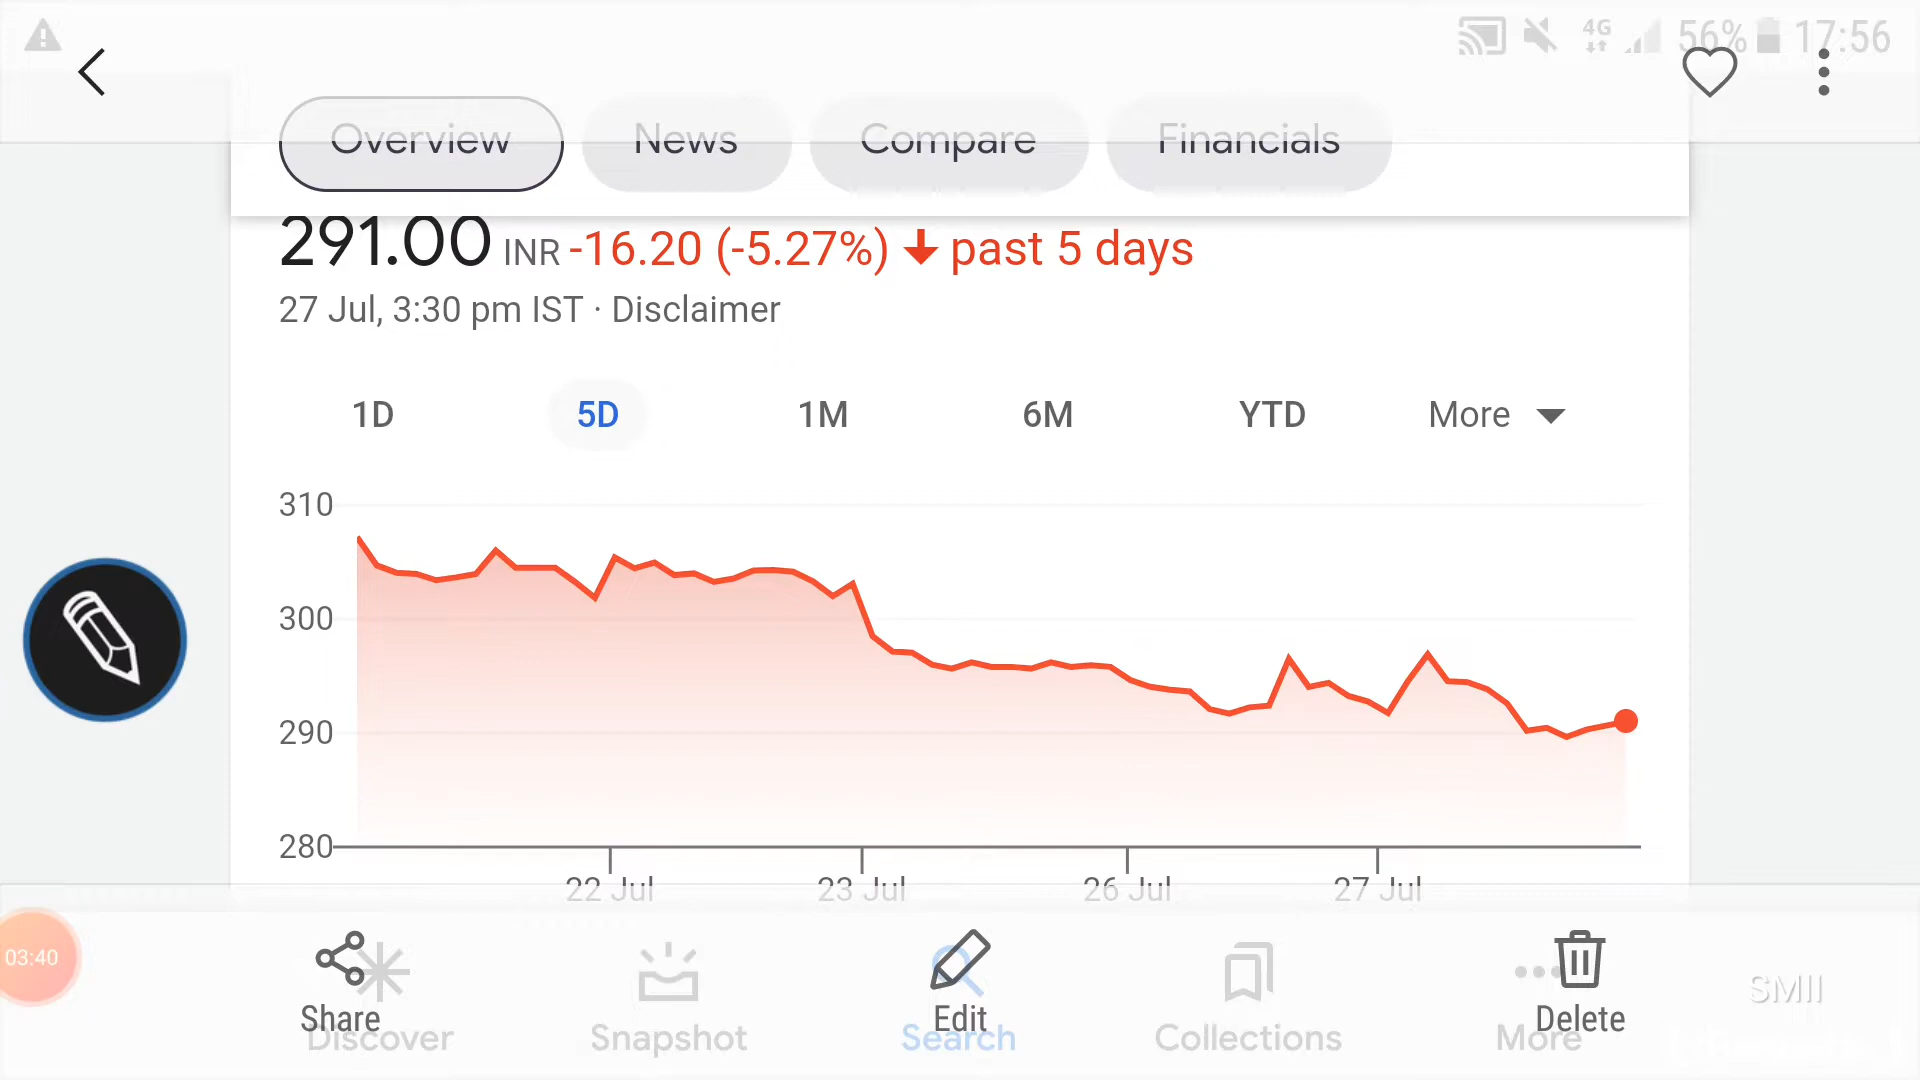 4G 56% 17:56
Overview News Compare Financials
291.00 INR -16.20 (-5.27%) past 5 days
27 Jul, 3:30 pm IST · Disclaimer
1D 5D 1M 6M YTD More
310
300
290
280
22 Jul 23 Jul 26 Jul 27 Jul
03:40
Share Edit Delete
Discover Snapshot Search Collections More